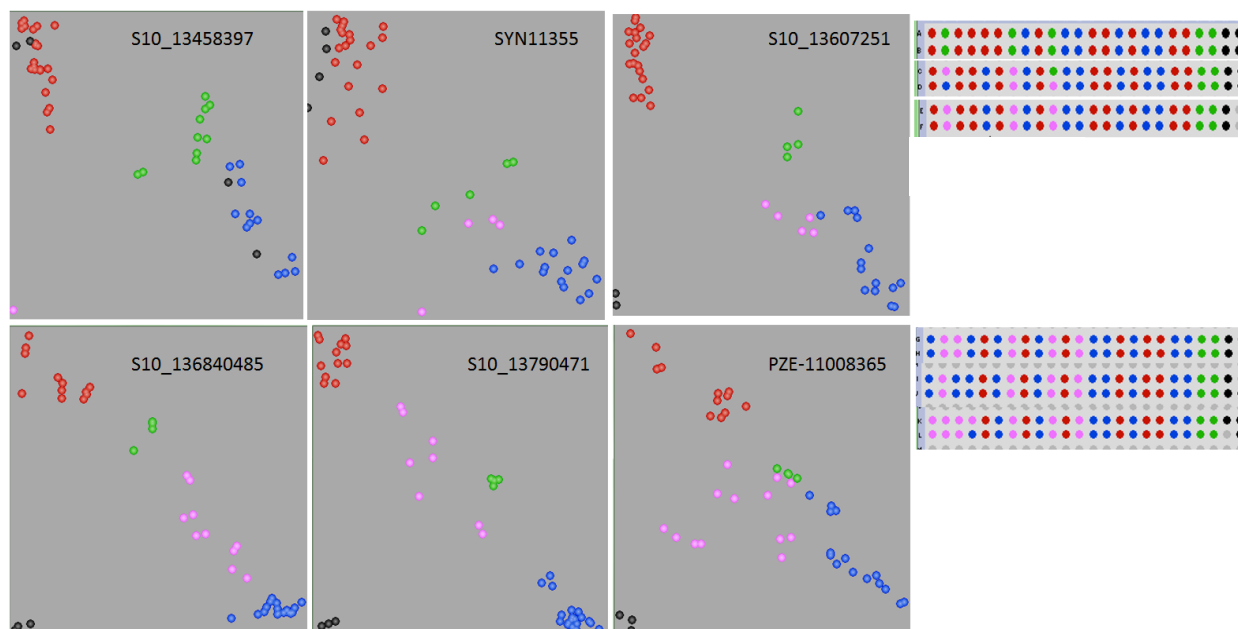 S10_13458397
SYN11355
S10_13607251
A
B
C
D
E
F
S10_136840485
S10_13790471
PZE-11008365
G
H
I
J
K
L